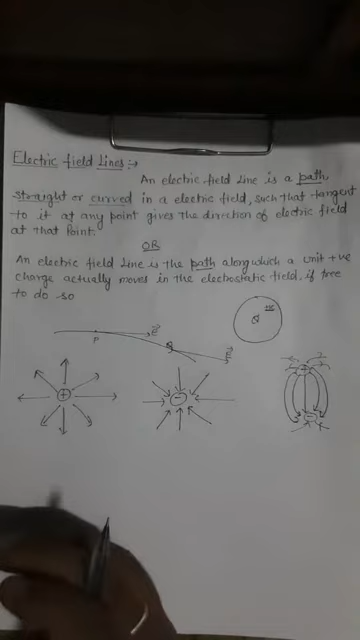 Electric field Lines :→
An electric field Line is a path
straight or curved in a electric field, such that tangent
to it at any point gives the direction of electric field
at that point.
OR
An electric field Line is the path along which a unit +ve
charge actually moves in the electrostatic field, if free
to do so
P
E
Q
E
+
-
+
-